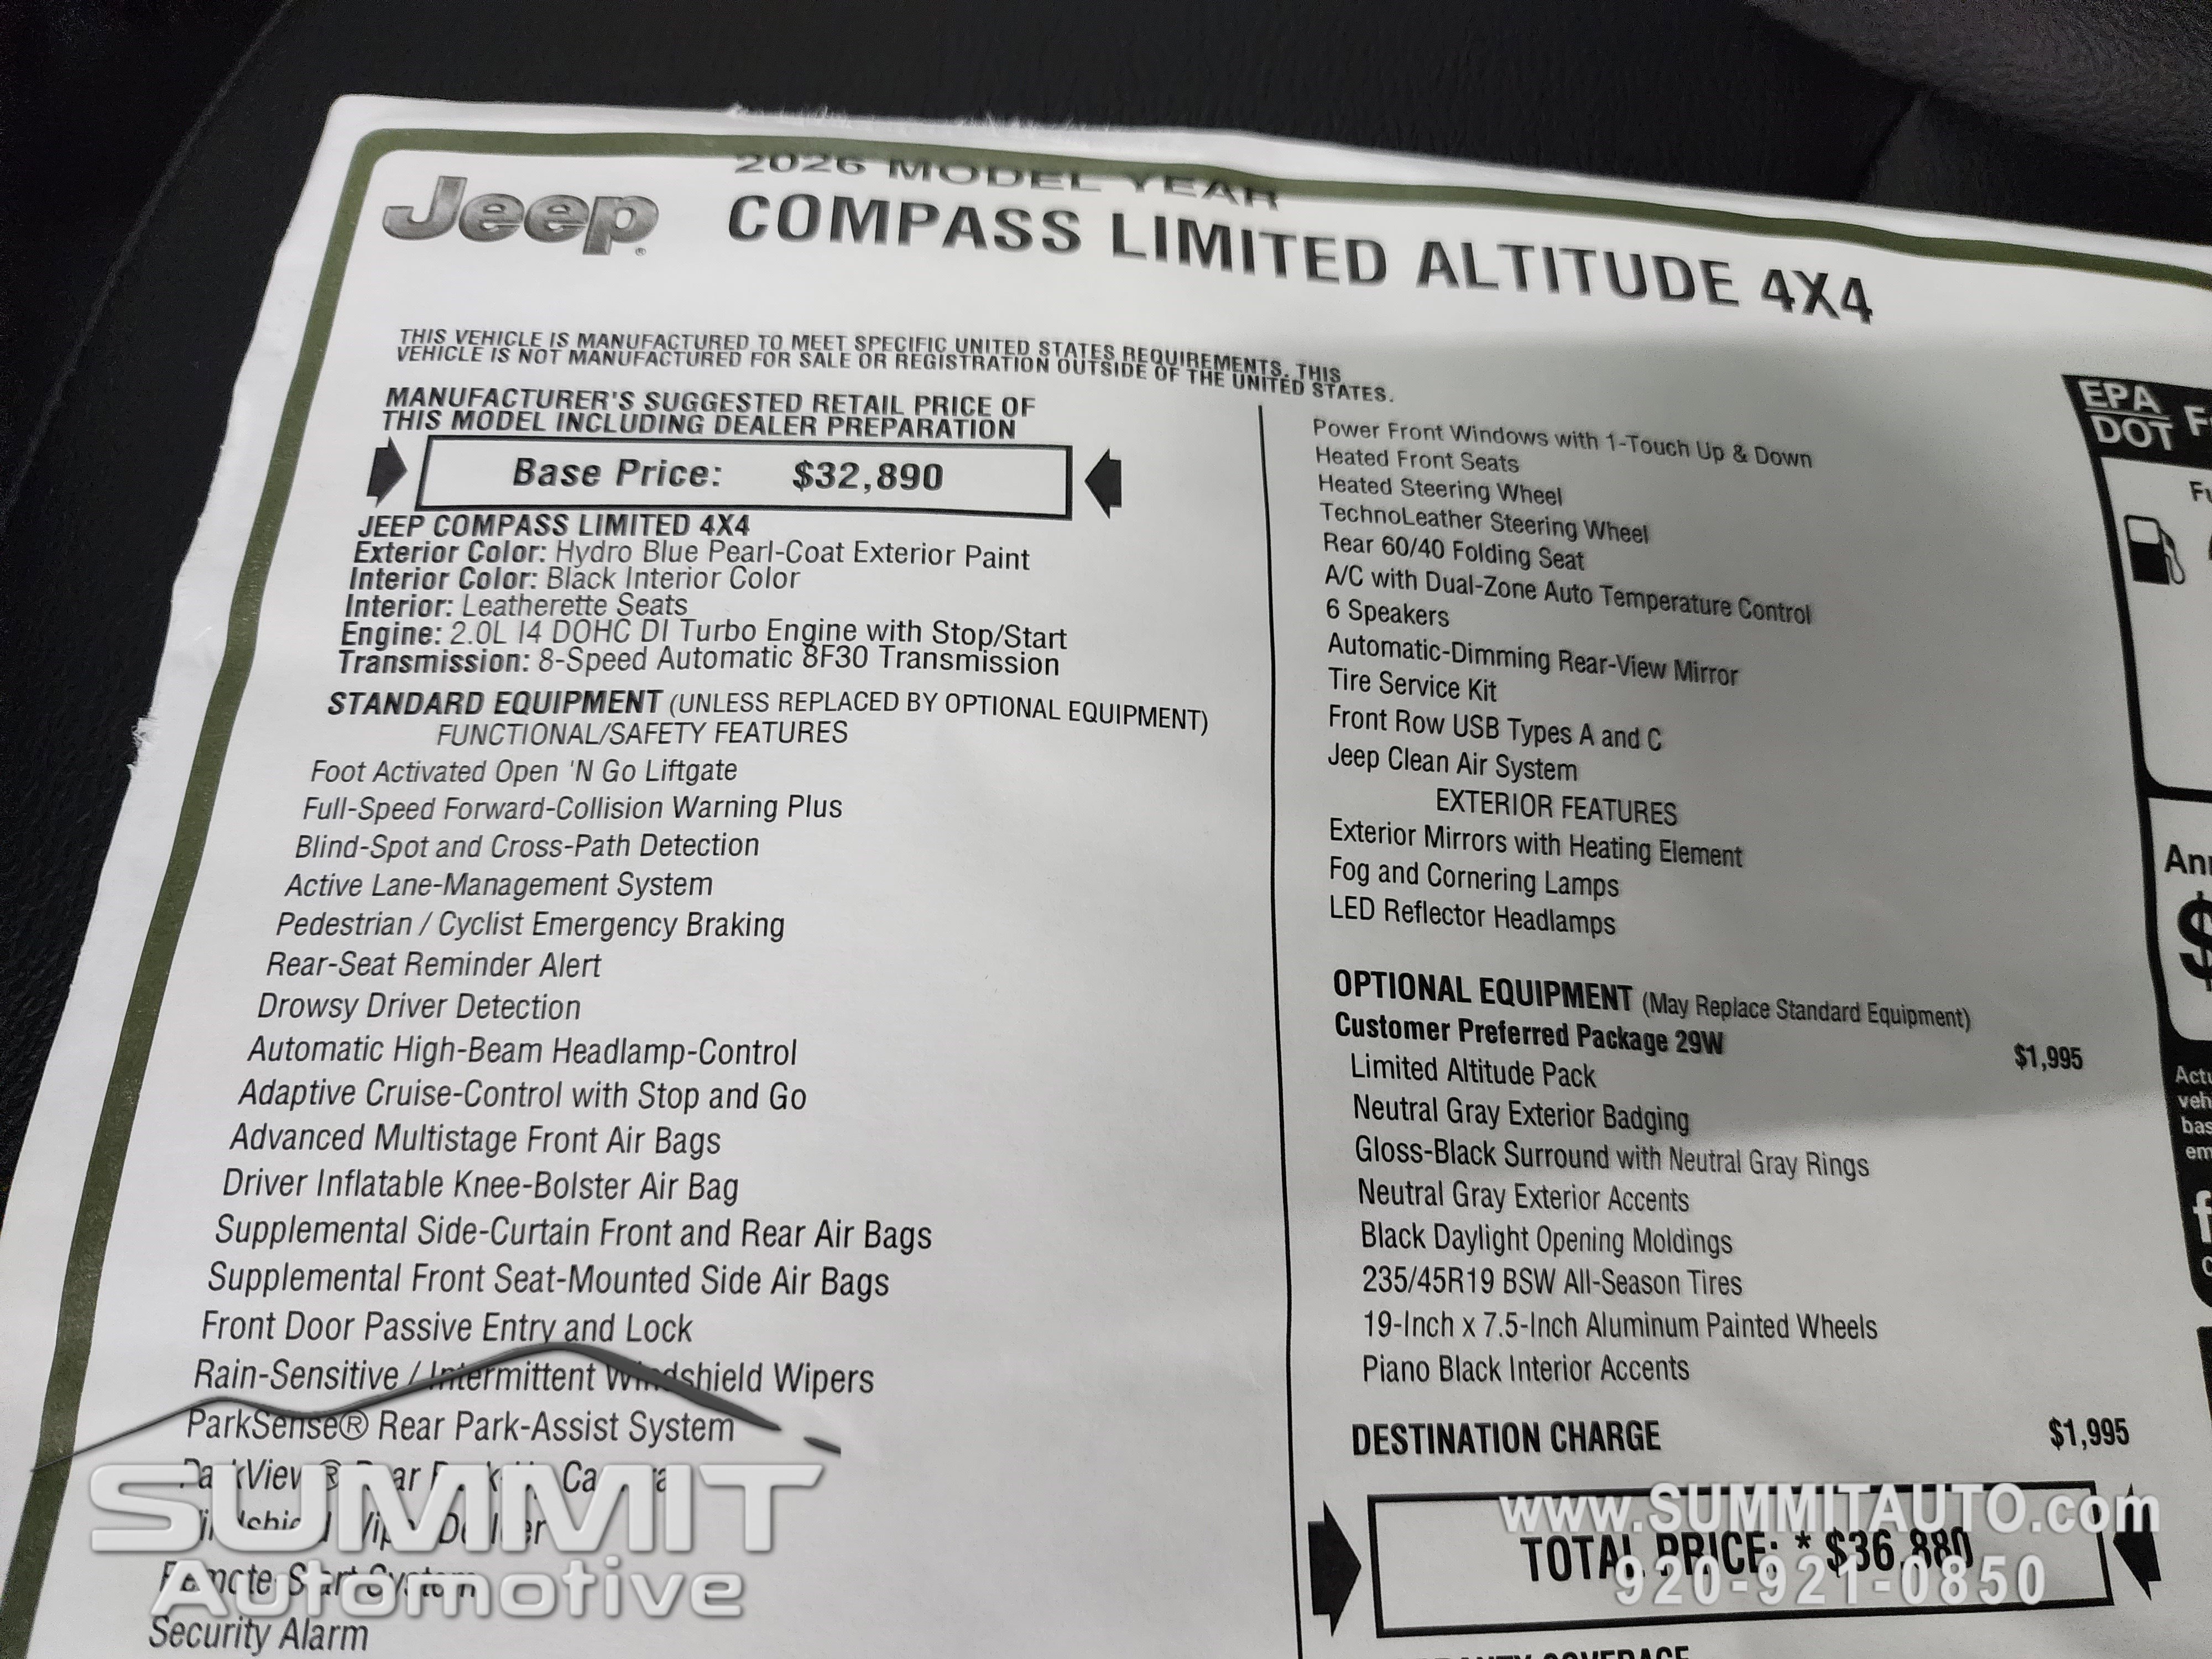 Jeep
2026 MODEL YEAR
COMPASS LIMITED ALTITUDE 4X4
THIS VEHICLE IS MANUFACTURED TO MEET SPECIFIC UNITED STATES REQUIREMENTS. THIS
VEHICLE IS NOT MANUFACTURED FOR SALE OR REGISTRATION OUTSIDE OF THE UNITED STATES.
MANUFACTURER'S SUGGESTED RETAIL PRICE OF
THIS MODEL INCLUDING DEALER PREPARATION
Base Price: $32,890
JEEP COMPASS LIMITED 4X4
Exterior Color: Hydro Blue Pearl-Coat Exterior Paint
Interior Color: Black Interior Color
Interior: Leatherette Seats
Engine: 2.0L I4 DOHC DI Turbo Engine with Stop/Start
Transmission: 8-Speed Automatic 8F30 Transmission
STANDARD EQUIPMENT (UNLESS REPLACED BY OPTIONAL EQUIPMENT)
FUNCTIONAL/SAFETY FEATURES
Foot Activated Open 'N Go Liftgate
Full-Speed Forward-Collision Warning Plus
Blind-Spot and Cross-Path Detection
Active Lane-Management System
Pedestrian / Cyclist Emergency Braking
Rear-Seat Reminder Alert
Drowsy Driver Detection
Automatic High-Beam Headlamp-Control
Adaptive Cruise-Control with Stop and Go
Advanced Multistage Front Air Bags
Driver Inflatable Knee-Bolster Air Bag
Supplemental Side-Curtain Front and Rear Air Bags
Supplemental Front Seat-Mounted Side Air Bags
Front Door Passive Entry and Lock
Rain-Sensitive / Intermittent Windshield Wipers
ParkSense® Rear Park-Assist System
ParkView® Rear Back-Up Camera
Windshield Wiper De-Icer
Remote Start System
Security Alarm
Power Front Windows with 1-Touch Up & Down
Heated Front Seats
Heated Steering Wheel
TechnoLeather Steering Wheel
Rear 60/40 Folding Seat
A/C with Dual-Zone Auto Temperature Control
6 Speakers
Automatic-Dimming Rear-View Mirror
Tire Service Kit
Front Row USB Types A and C
Jeep Clean Air System
EXTERIOR FEATURES
Exterior Mirrors with Heating Element
Fog and Cornering Lamps
LED Reflector Headlamps
OPTIONAL EQUIPMENT (May Replace Standard Equipment)
Customer Preferred Package 29W $1,995
Limited Altitude Pack
Neutral Gray Exterior Badging
Gloss-Black Surround with Neutral Gray Rings
Neutral Gray Exterior Accents
Black Daylight Opening Moldings
235/45R19 BSW All-Season Tires
19-Inch x 7.5-Inch Aluminum Painted Wheels
Piano Black Interior Accents
DESTINATION CHARGE $1,995
TOTAL PRICE: * $36,880
EPA
DOT
SUMMIT
Automotive
www.SUMMITAUTO.com
920-921-0850